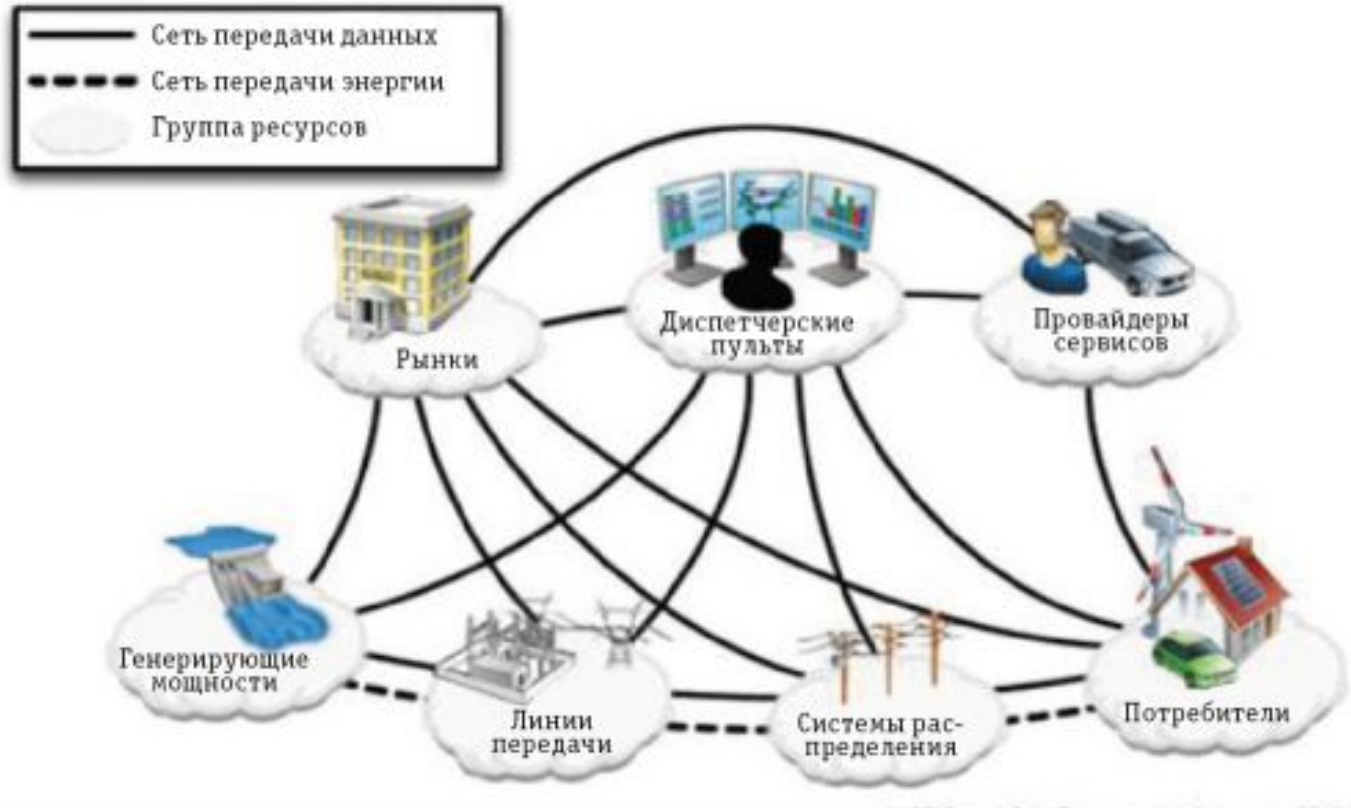 Сеть передачи данных
Сеть передачи энергии
Группа ресурсов
Рынки
Диспетчерские
пульты
Провайдеры
сервисов
Генерирующие
мощности
Линии
передачи
Системы рас-
пределения
Потребители